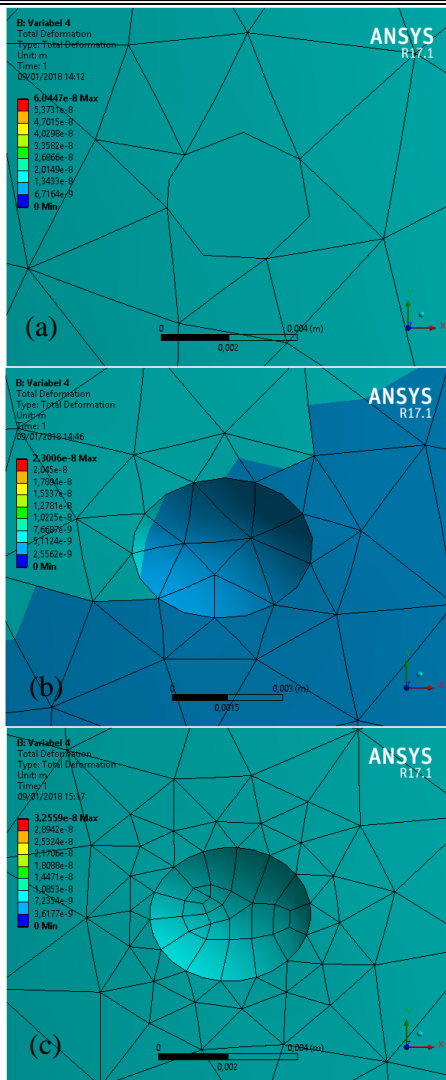 B: Variabel 4
Total Deformation
Type: Total Deformation
Unit: m
Time: 1
09/01/2018 14:12
6,0447e-8 Max
5,3731e-8
4,7015e-8
4,0298e-8
3,3582e-8
2,6866e-8
2,0149e-8
1,3433e-8
6,7164e-9
0 Min
ANSYS
R17.1
0
0,004 (m)
0,002
Y
X
Z
(a)
B: Variabel 4
Total Deformation
Type: Total Deformation
Unit: m
Time: 1
09/01/2018 14:46
2,3006e-8 Max
2,045e-8
1,7894e-8
1,5337e-8
1,2781e-8
1,0225e-8
7,6687e-9
5,1124e-9
2,5562e-9
0 Min
ANSYS
R17.1
0
0,003 (m)
0,0015
Y
X
Z
(b)
B: Variabel 4
Total Deformation
Type: Total Deformation
Unit: m
Time: 1
09/01/2018 15:17
3,2559e-8 Max
2,8942e-8
2,5324e-8
2,1706e-8
1,8088e-8
1,4471e-8
1,0853e-8
7,2354e-9
3,6177e-9
0 Min
ANSYS
R17.1
0
0,004 (m)
0,002
Y
X
Z
(c)